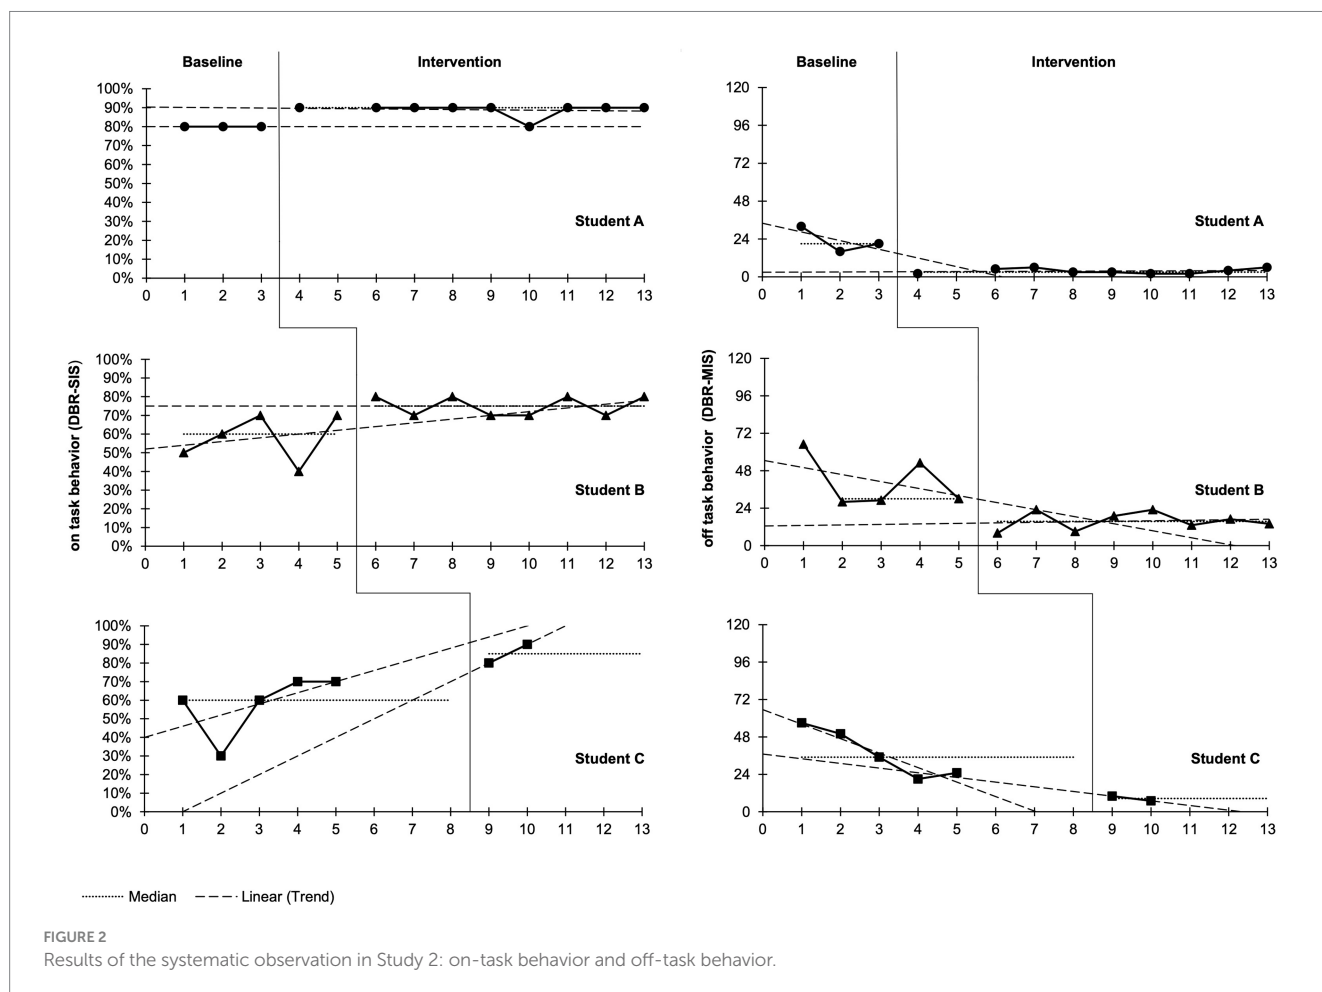 Baseline Intervention
100%
90%
80%
70%
60%
50%
40%
30%
20%
10%
0%
Student A
0 1 2 3 4 5 6 7 8 9 10 11 12 13
Baseline Intervention
120
96
72
48
24
0
Student A
0 1 2 3 4 5 6 7 8 9 10 11 12 13
on task behavior (DBR-SIS)
100%
90%
80%
70%
60%
50%
40%
30%
20%
10%
0%
Student B
0 1 2 3 4 5 6 7 8 9 10 11 12 13
off task behavior (DBR-MIS)
120
96
72
48
24
0
Student B
0 1 2 3 4 5 6 7 8 9 10 11 12 13
100%
90%
80%
70%
60%
50%
40%
30%
20%
10%
0%
Student C
0 1 2 3 4 5 6 7 8 9 10 11 12 13
120
96
72
48
24
0
Student C
0 1 2 3 4 5 6 7 8 9 10 11 12 13
Median Linear (Trend)
FIGURE 2
Results of the systematic observation in Study 2: on-task behavior and off-task behavior.